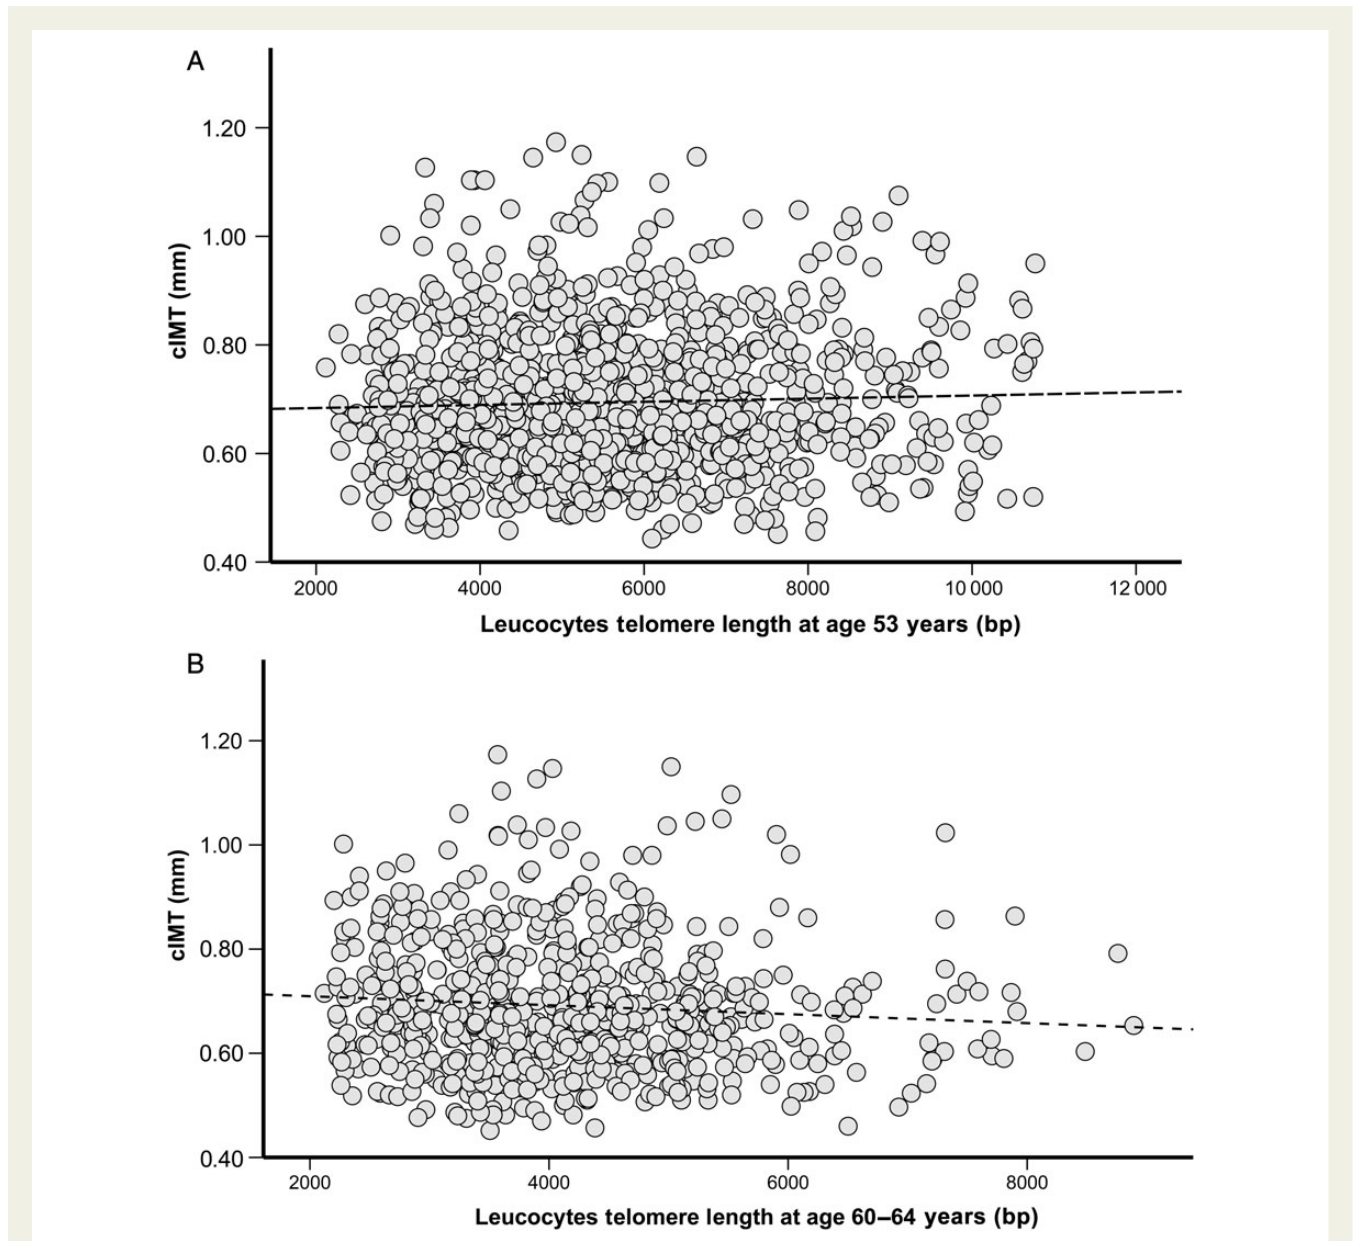 A
1.20
1.00
0.80
0.60
0.40
cIMT (mm)
2000 4000 6000 8000 10 000 12 000
Leucocytes telomere length at age 53 years (bp)
B
1.20
1.00
0.80
0.60
0.40
cIMT (mm)
2000 4000 6000 8000
Leucocytes telomere length at age 60–64 years (bp)